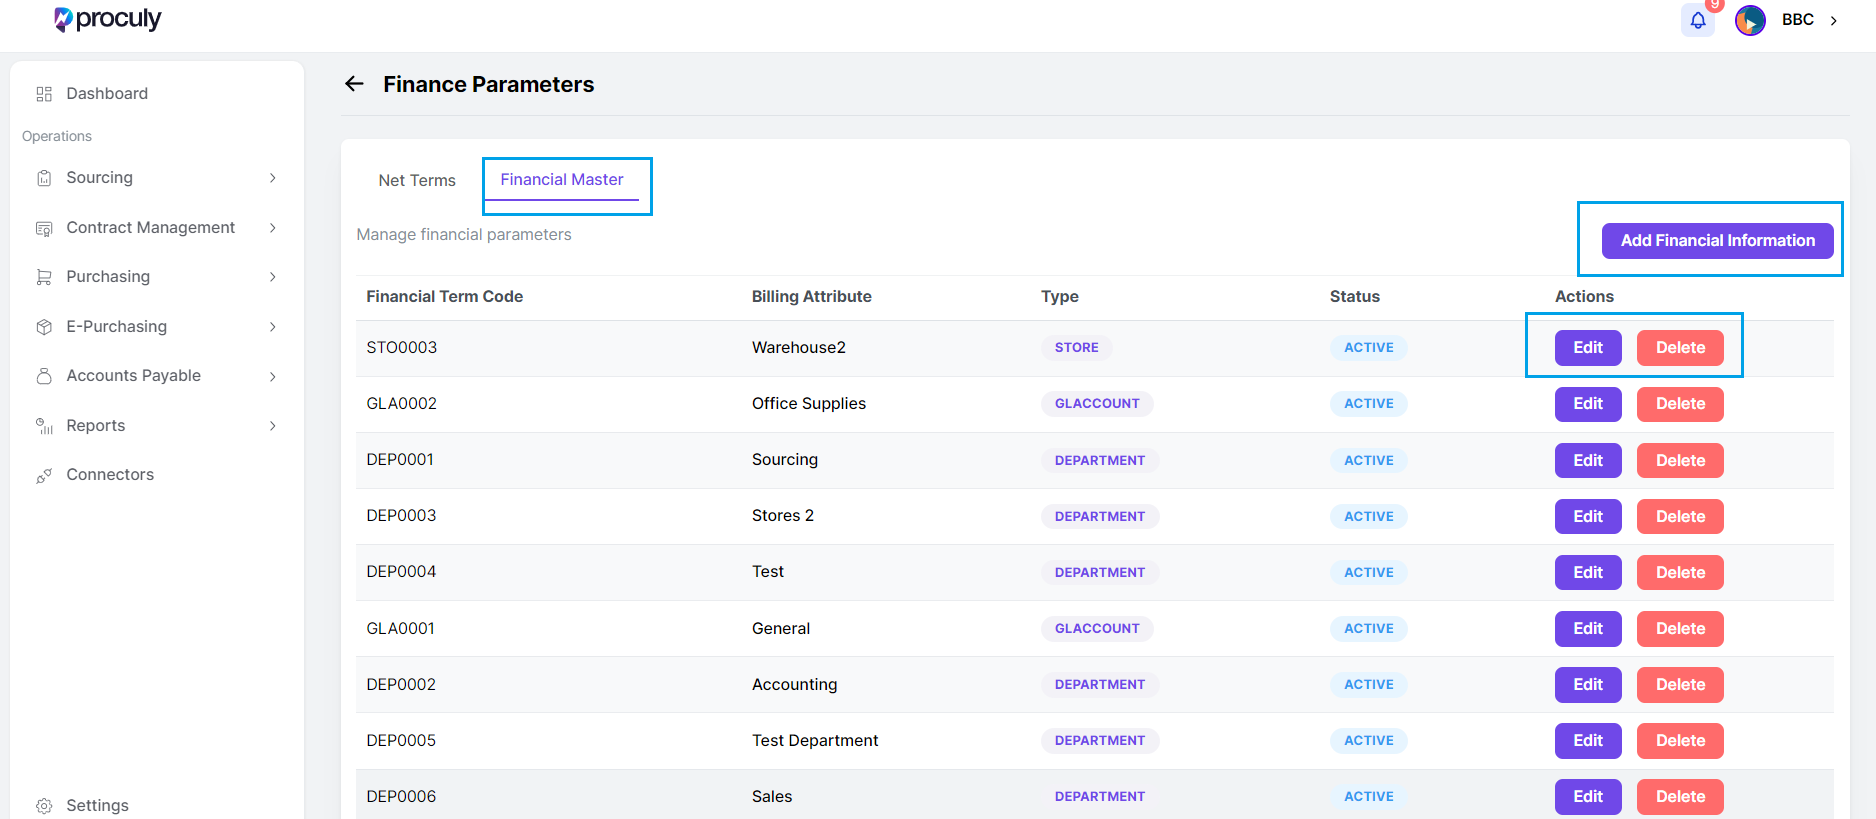 proculy
9
BBC
Dashboard
Operations
Sourcing
Contract Management
Purchasing
E-Purchasing
Accounts Payable
Reports
Connectors
Settings
Finance Parameters
Net Terms Financial Master
Manage financial parameters
Add Financial Information
Financial Term Code Billing Attribute Type Status Actions
STO0003 Warehouse2 STORE ACTIVE Edit Delete
GLA0002 Office Supplies GLACCOUNT ACTIVE Edit Delete
DEP0001 Sourcing DEPARTMENT ACTIVE Edit Delete
DEP0003 Stores 2 DEPARTMENT ACTIVE Edit Delete
DEP0004 Test DEPARTMENT ACTIVE Edit Delete
GLA0001 General GLACCOUNT ACTIVE Edit Delete
DEP0002 Accounting DEPARTMENT ACTIVE Edit Delete
DEP0005 Test Department DEPARTMENT ACTIVE Edit Delete
DEP0006 Sales DEPARTMENT ACTIVE Edit Delete